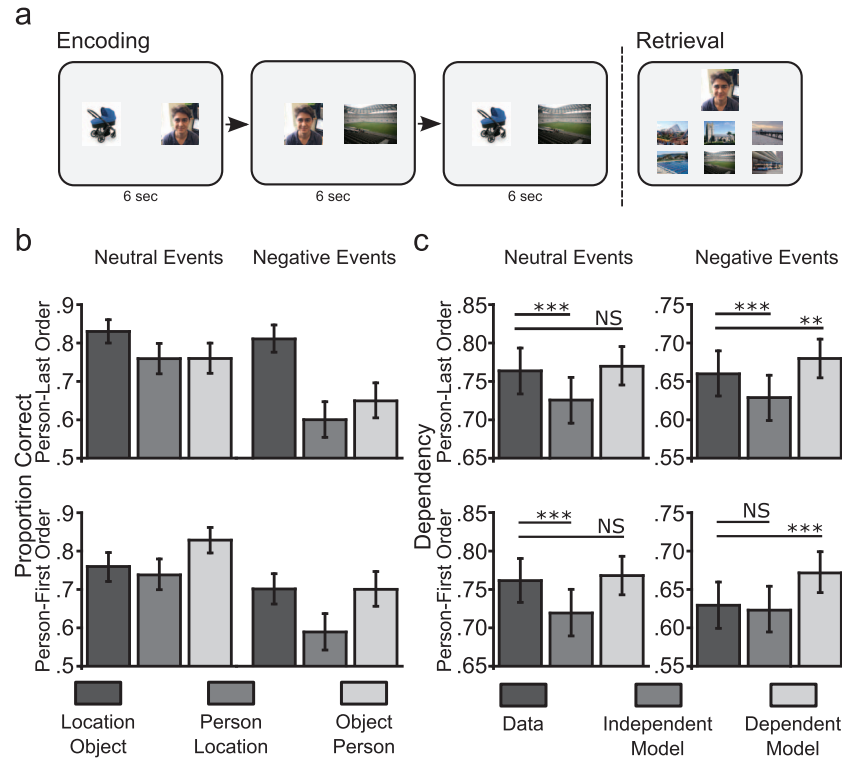 a
Encoding
Retrieval
6 sec
6 sec
6 sec
b
Neutral Events
Negative Events
Proportion Correct
Person-Last Order
.9
.8
.7
.6
.5
Person-First Order
.9
.8
.7
.6
.5
Location
Object
Person
Location
Object
Person
c
Neutral Events
Negative Events
Dependency
Person-Last Order
.85
.80
.75
.70
.65
***
NS
.75
.70
.65
.60
.55
***
**
Person-First Order
.85
.80
.75
.70
.65
***
NS
.75
.70
.65
.60
.55
NS
***
Data
Independent
Model
Dependent
Model